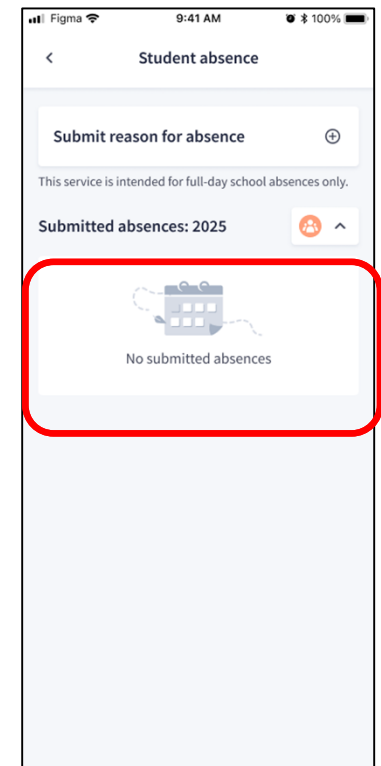 Figma 9:41 AM 100%
Student absence
Submit reason for absence
This service is intended for full-day school absences only.
Submitted absences: 2025
No submitted absences